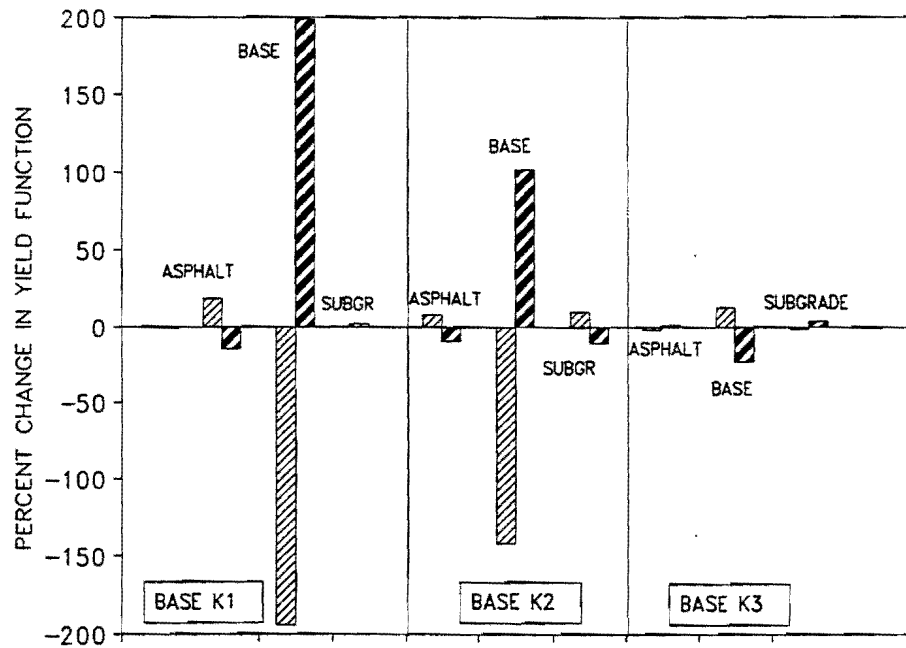 PERCENT CHANGE IN YIELD FUNCTION
200
150
100
50
0
-50
-100
-150
-200
BASE
ASPHALT
SUBGR
BASE K1
BASE
ASPHALT
SUBGR
BASE K2
SUBGRADE
ASPHALT
BASE
BASE K3